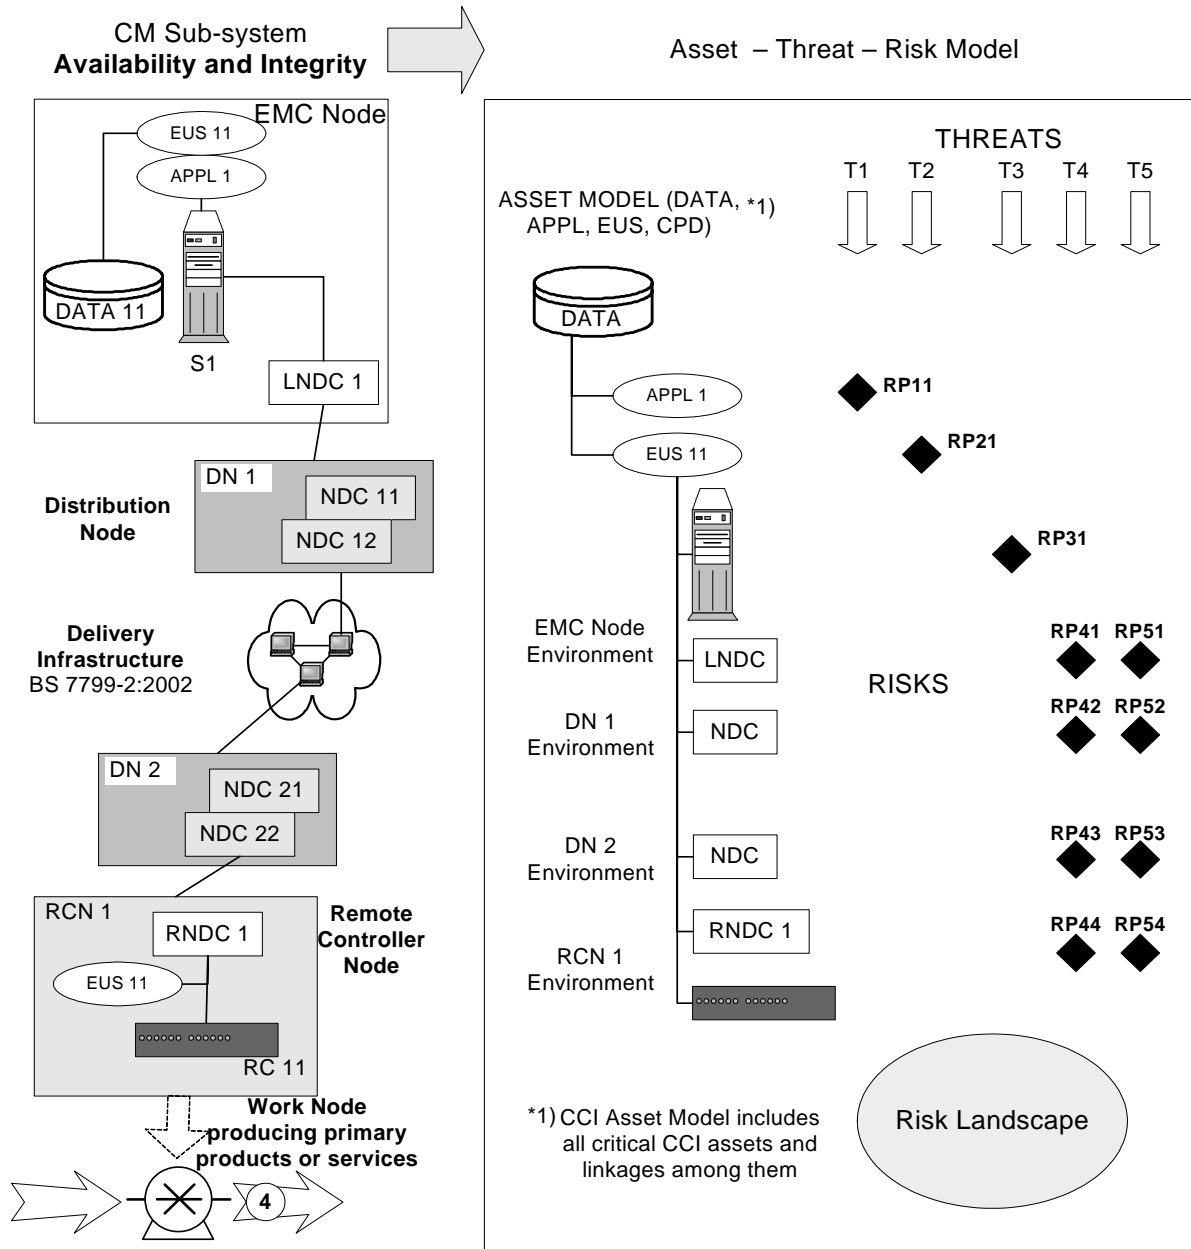 CM Sub-system
Availability and Integrity
Asset – Threat – Risk Model
EMC Node
EUS 11
APPL 1
DATA 11
S1
LNDC 1
DN 1
NDC 11
NDC 12
Distribution
Node
Delivery
Infrastructure
BS 7799-2:2002
DN 2
NDC 21
NDC 22
RCN 1
RNDC 1
EUS 11
RC 11
Remote
Controller
Node
Work Node
producing primary
products or services
4
THREATS
T1
T2
T3
T4
T5
ASSET MODEL (DATA, *1)
APPL, EUS, CPD)
DATA
APPL 1
RP11
EUS 11
RP21
RP31
EMC Node
Environment
LNDC
RP41
RP51
RISKS
DN 1
Environment
NDC
RP42
RP52
DN 2
Environment
NDC
RP43
RP53
RCN 1
Environment
RNDC 1
RP44
RP54
*1) CCI Asset Model includes
all critical CCI assets and
linkages among them
Risk Landscape